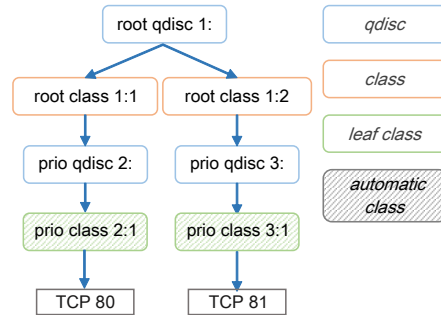 root qdisc 1:
qdisc
root class 1:1
root class 1:2
class
prio qdisc 2:
prio qdisc 3:
leaf class
prio class 2:1
prio class 3:1
automatic
class
TCP 80
TCP 81